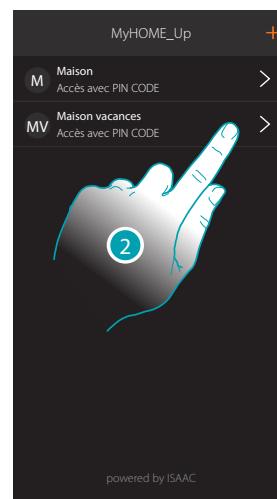 MyHOME_Up
+
M
Maison
Accès avec PIN CODE
MV
Maison vacances
Accès avec PIN CODE
2
powered by ISAAC